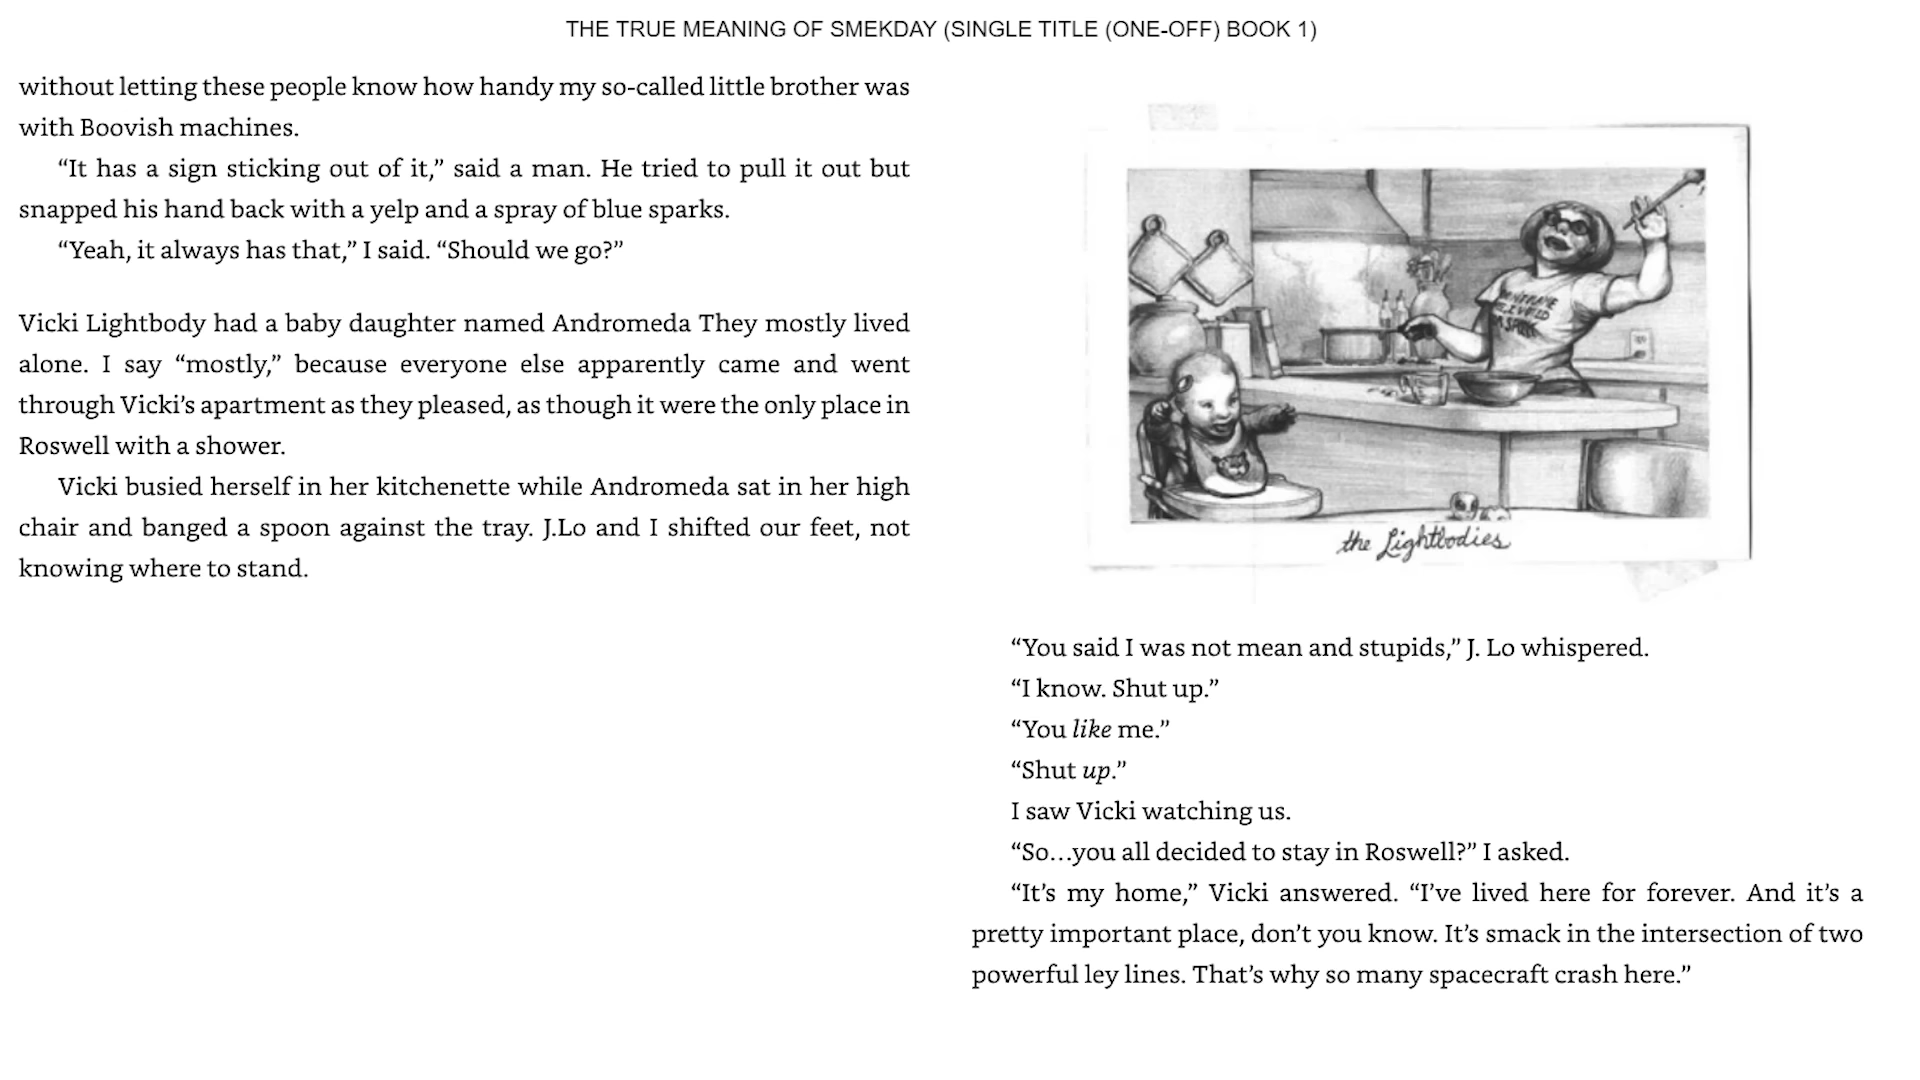 THE TRUE MEANING OF SMEKDAY (SINGLE TITLE (ONE-OFF) BOOK 1)
without letting these people know how handy my so-called little brother was
with Boovish machines.
“It has a sign sticking out of it,” said a man. He tried to pull it out but
snapped his hand back with a yelp and a spray of blue sparks.
“Yeah, it always has that,” I said. “Should we go?”
Vicki Lightbody had a baby daughter named Andromeda They mostly lived
alone. I say “mostly,” because everyone else apparently came and went
through Vicki’s apartment as they pleased, as though it were the only place in
Roswell with a shower.
Vicki busied herself in her kitchenette while Andromeda sat in her high
chair and banged a spoon against the tray. J.Lo and I shifted our feet, not
knowing where to stand.
the Lightbodies
“You said I was not mean and stupids,” J. Lo whispered.
“I know. Shut up.”
“You like me.”
“Shut up.”
I saw Vicki watching us.
“So…you all decided to stay in Roswell?” I asked.
“It’s my home,” Vicki answered. “I’ve lived here for forever. And it’s a
pretty important place, don’t you know. It’s smack in the intersection of two
powerful ley lines. That’s why so many spacecraft crash here.”